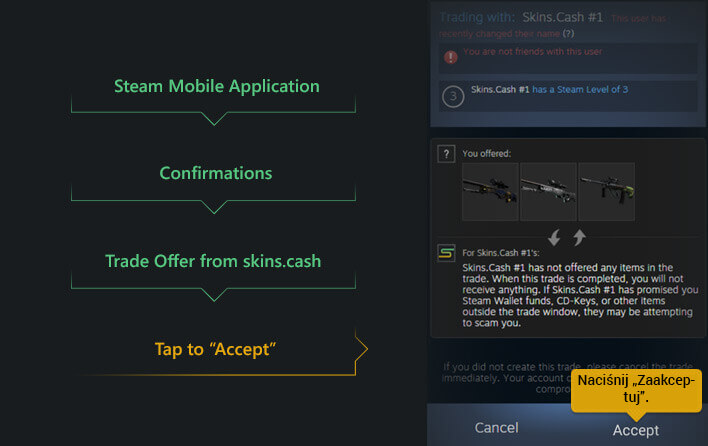 Steam Mobile Application
Confirmations
Trade Offer from skins.cash
Tap to “Accept”
Trading with: Skins.Cash #1 This user has
recently changed their name (?)
You are not friends with this user
3
Skins.Cash #1 has a Steam Level of 3
?
You offered:
For Skins.Cash #1's:
Skins.Cash #1 has not offered any items in the
trade. When this trade is completed, you will not
receive anything. If Skins.Cash #1 has promised you
Steam Wallet funds, CD-Keys, or other items
outside the trade window, they may be attempting
to scam you.
If you did not create this trade, please cancel the trade
immediately. Your account
Naciśnij „Zaakcep-
tuj”.
Cancel
Accept